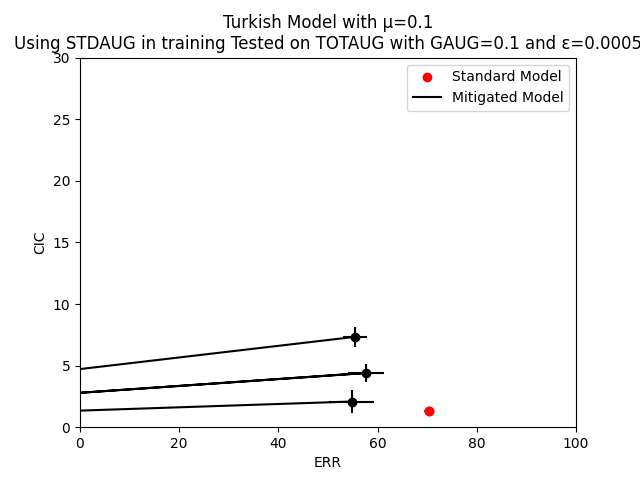 Turkish Model with μ=0.1
Using STDAUG in training Tested on TOTAUG with GAUG=0.1 and ε=0.0005
Standard Model
Mitigated Model
30
25
20
15
10
5
0
CIC
0 20 40 60 80 100
ERR